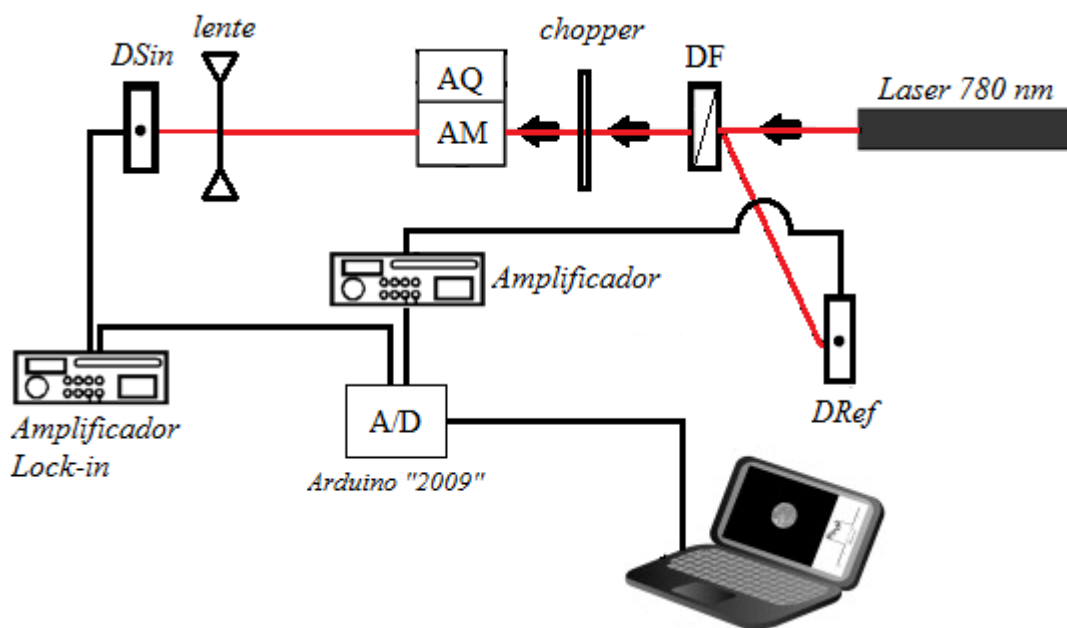 lente
DSin
chopper
DF
Laser 780 nm
AQ
AM
Amplificador
DRef
Amplificador
Lock-in
A/D
Arduino "2009"